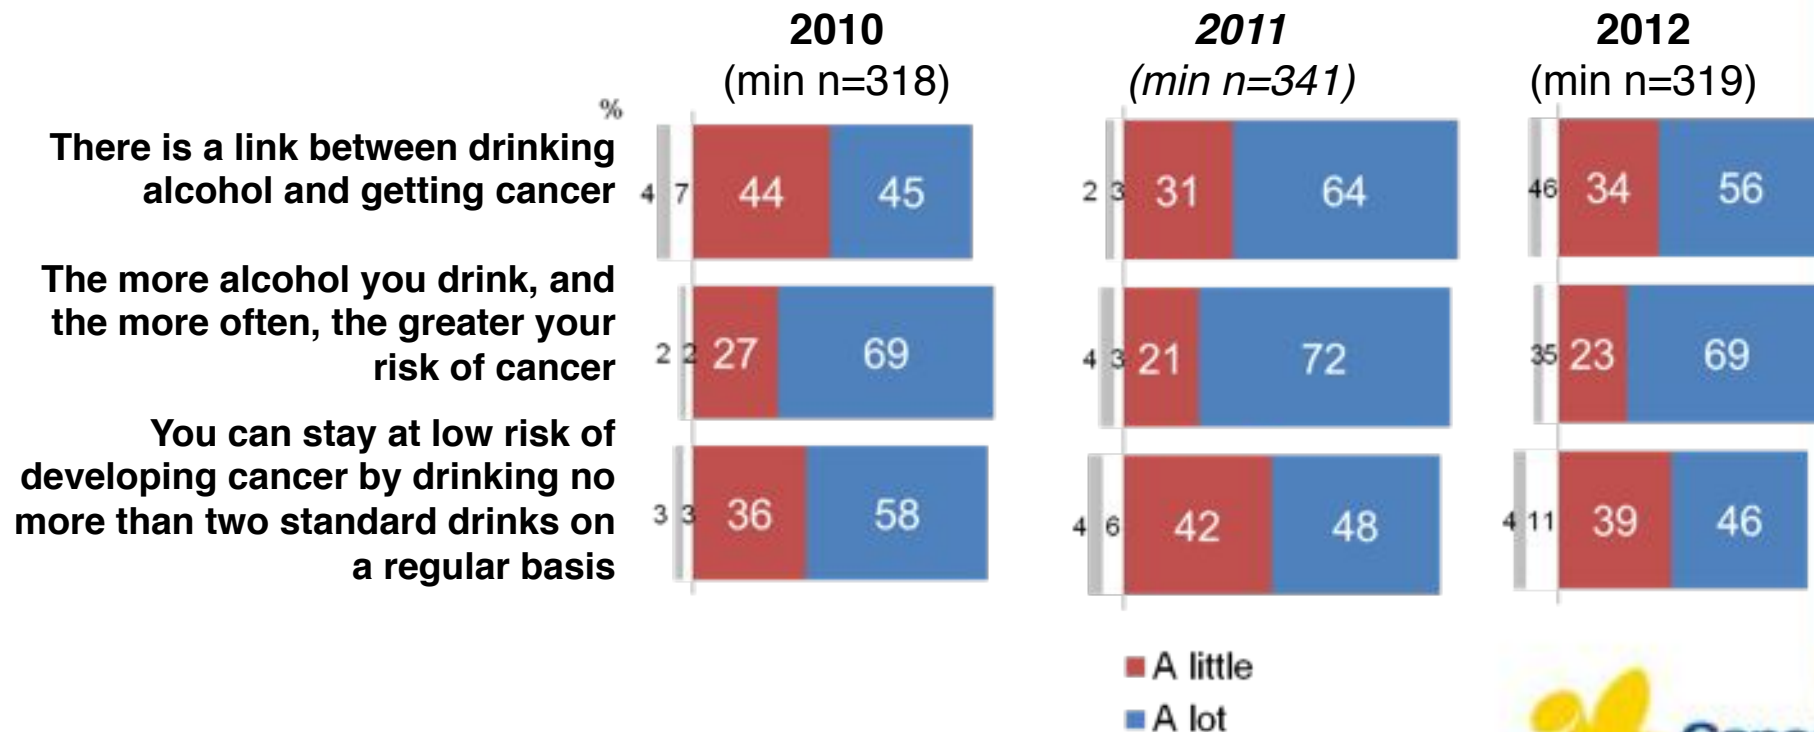 2010
(min n=318)
2011
(min n=341)
2012
(min n=319)
%
There is a link between drinking
alcohol and getting cancer
4 7 44 45
2 3 31 64
46 34 56
The more alcohol you drink, and
the more often, the greater your
risk of cancer
2 2 27 69
4 3 21 72
35 23 69
You can stay at low risk of
developing cancer by drinking no
more than two standard drinks on
a regular basis
3 3 36 58
4 6 42 48
4 11 39 46
A little
A lot